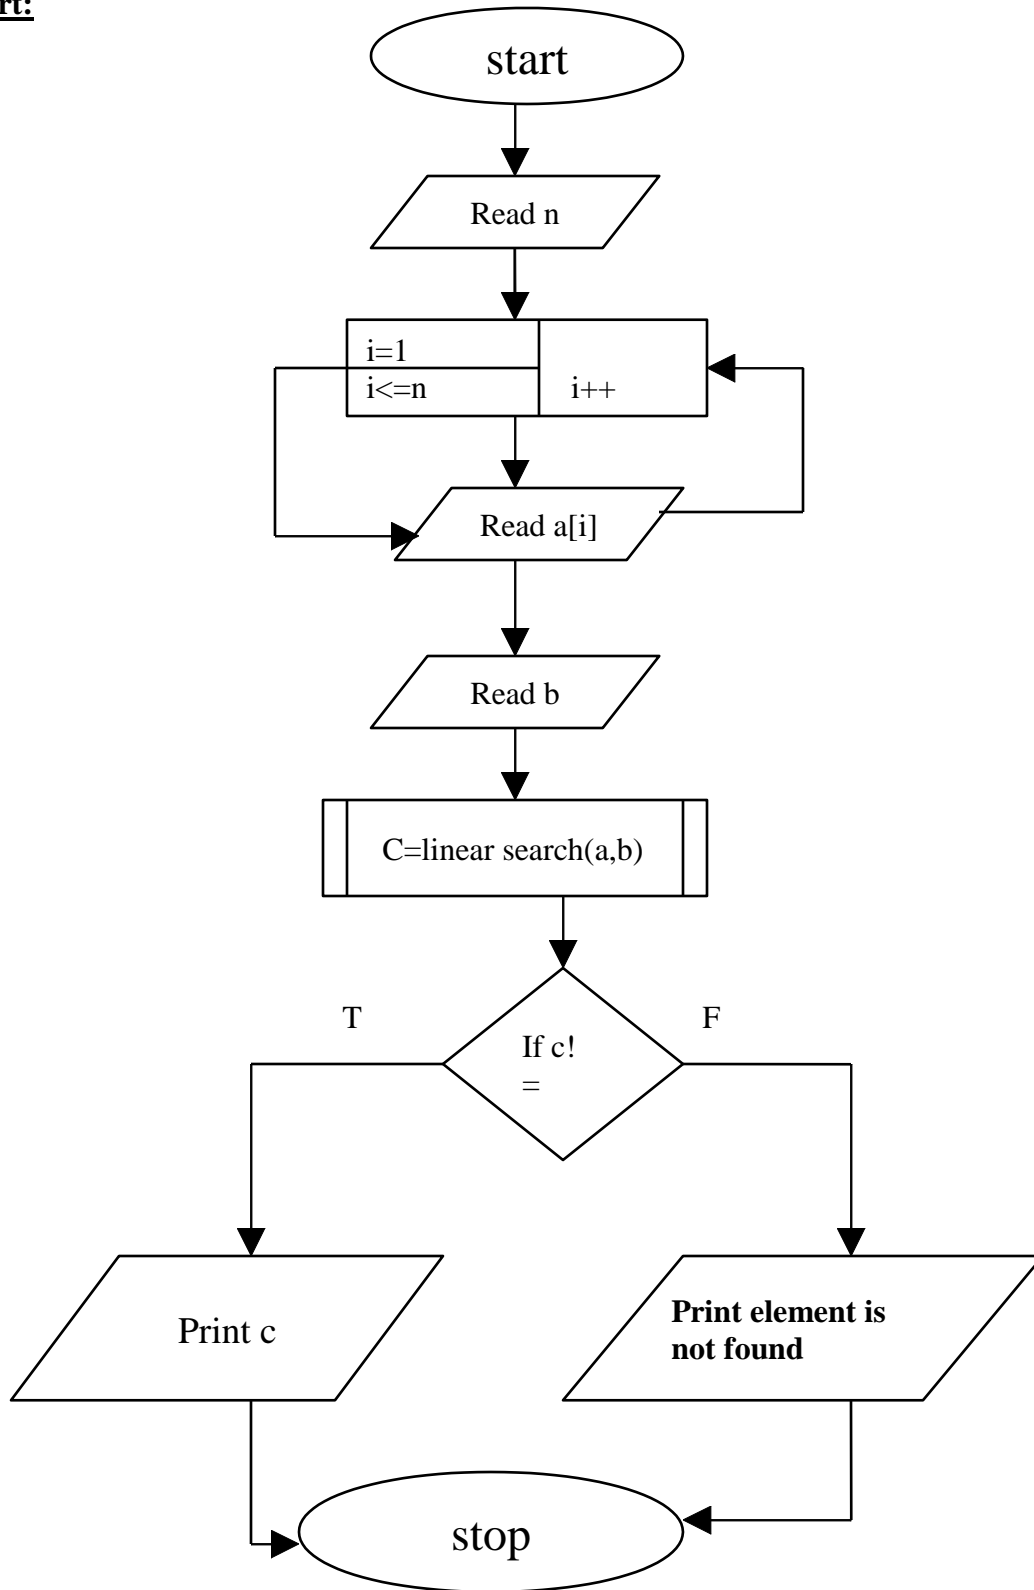 rt:
start
Read n
i=1
i<=n
i++
Read a[i]
Read b
C=linear search(a,b)
T
F
If c!
=
Print c
Print element is
not found
stop